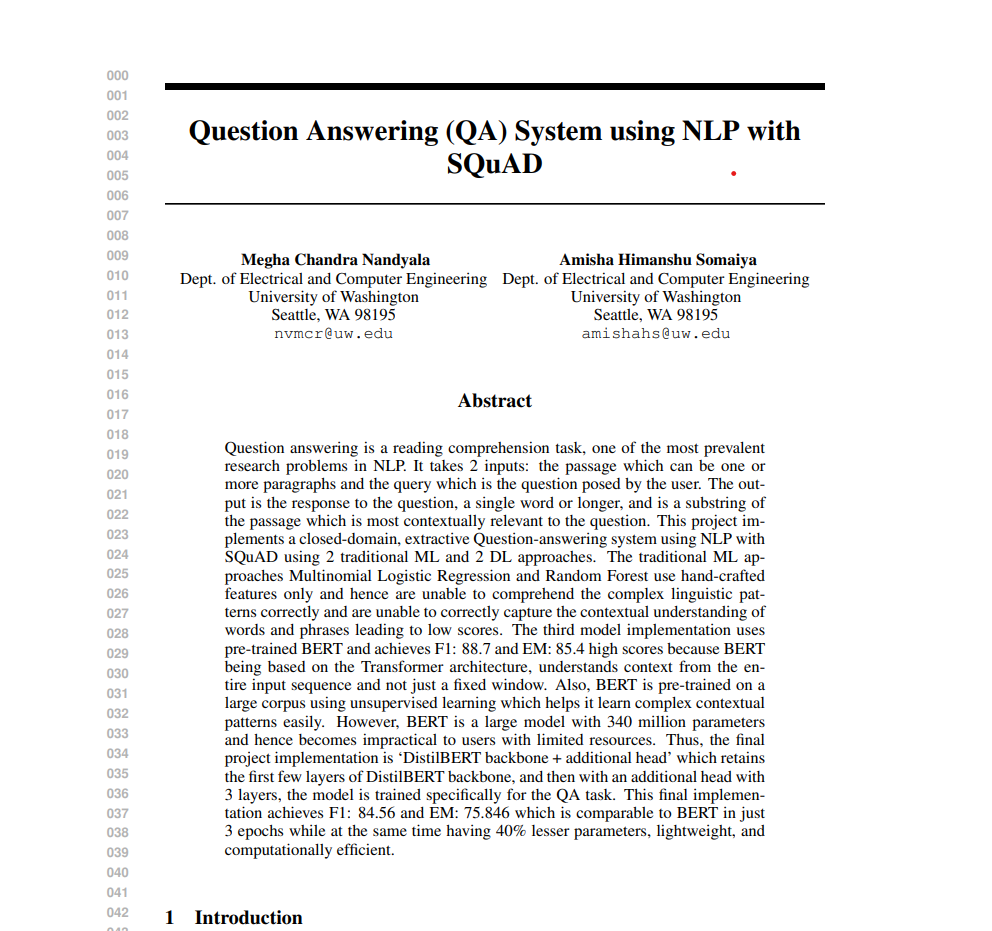 000
001
002
003
004
005
006
007
008
009
010
011
012
013
014
015
016
017
018
019
020
021
022
023
024
025
026
027
028
029
030
031
032
033
034
035
036
037
038
039
040
041
042
Question Answering (QA) System using NLP with
SQuAD
Megha Chandra Nandyala
Dept. of Electrical and Computer Engineering
University of Washington
Seattle, WA 98195
nvmcr@uw.edu
Amisha Himanshu Somaiya
Dept. of Electrical and Computer Engineering
University of Washington
Seattle, WA 98195
amishahs@uw.edu
Abstract
Question answering is a reading comprehension task, one of the most prevalent
research problems in NLP. It takes 2 inputs: the passage which can be one or
more paragraphs and the query which is the question posed by the user. The out-
put is the response to the question, a single word or longer, and is a substring of
the passage which is most contextually relevant to the question. This project im-
plements a closed-domain, extractive Question-answering system using NLP with
SQuAD using 2 traditional ML and 2 DL approaches. The traditional ML ap-
proaches Multinomial Logistic Regression and Random Forest use hand-crafted
features only and hence are unable to comprehend the complex linguistic pat-
terns correctly and are unable to correctly capture the contextual understanding of
words and phrases leading to low scores. The third model implementation uses
pre-trained BERT and achieves F1: 88.7 and EM: 85.4 high scores because BERT
being based on the Transformer architecture, understands context from the en-
tire input sequence and not just a fixed window. Also, BERT is pre-trained on a
large corpus using unsupervised learning which helps it learn complex contextual
patterns easily. However, BERT is a large model with 340 million parameters
and hence becomes impractical to users with limited resources. Thus, the final
project implementation is ‘DistilBERT backbone + additional head’ which retains
the first few layers of DistilBERT backbone, and then with an additional head with
3 layers, the model is trained specifically for the QA task. This final implemen-
tation achieves F1: 84.56 and EM: 75.846 which is comparable to BERT in just
3 epochs while at the same time having 40% lesser parameters, lightweight, and
computationally efficient.
1 Introduction